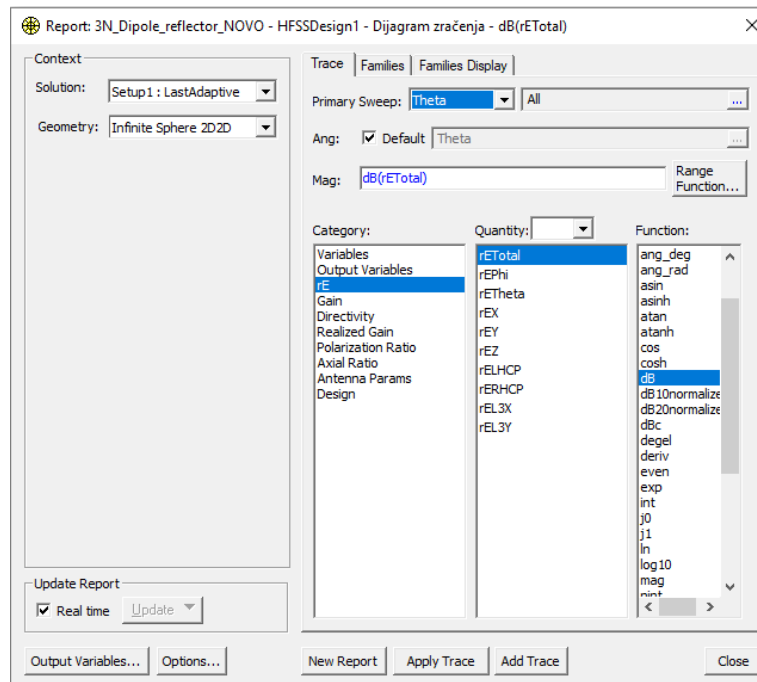 Report: 3N_Dipole_reflector_NOVO - HFSSDesign1 - Dijagram zračenja - dB(rETotal)
Context
Solution: Setup1 : LastAdaptive
Geometry: Infinite Sphere 2D2D
Update Report
Real time Update
Output Variables... Options...
Trace Families Families Display
Primary Sweep: Theta All ...
Ang: Default Theta ...
Mag: dB(rETotal) Range
Function...
Category:
Variables
Output Variables
rE
Gain
Directivity
Realized Gain
Polarization Ratio
Axial Ratio
Antenna Params
Design
Quantity:
rETotal
rEPhi
rETheta
rEX
rEY
rEZ
rELHCP
rERHCP
rEL3X
rEL3Y
Function:
ang_deg
ang_rad
asin
asinh
atan
atanh
cos
cosh
dB
dB10normalize
dB20normalize
dBc
degel
deriv
even
exp
int
j0
j1
ln
log10
mag
New Report Apply Trace Add Trace Close